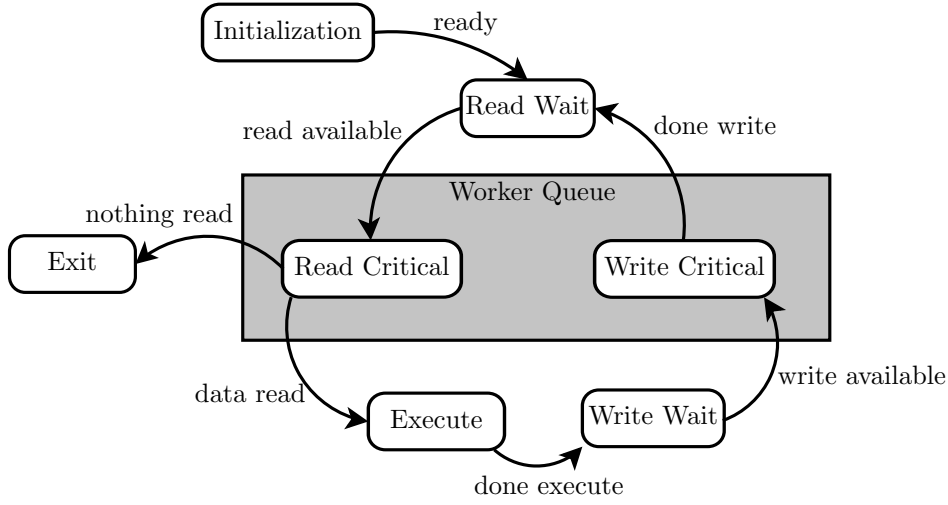 Initialization
ready
Read Wait
read available
done write
Worker Queue
nothing read
Exit
Read Critical
Write Critical
data read
Execute
Write Wait
write available
done execute